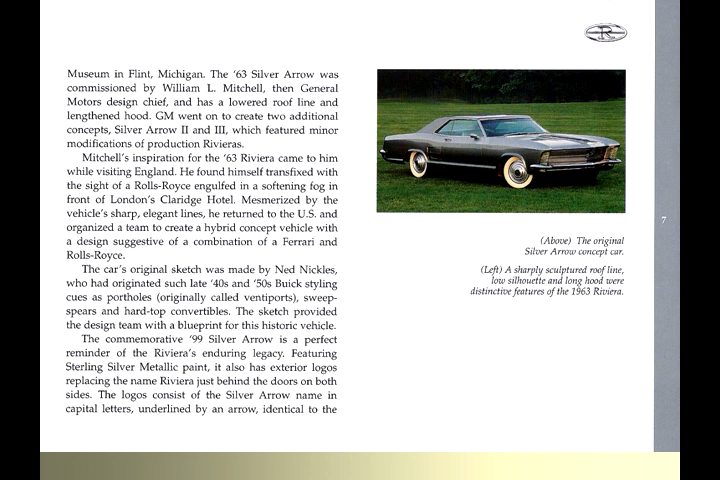 R
Museum in Flint, Michigan. The '63 Silver Arrow was
commissioned by William L. Mitchell, then General
Motors design chief, and has a lowered roof line and
lengthened hood. GM went on to create two additional
concepts, Silver Arrow II and III, which featured minor
modifications of production Rivieras.
Mitchell's inspiration for the '63 Riviera came to him
while visiting England. He found himself transfixed with
the sight of a Rolls-Royce engulfed in a softening fog in
front of London's Claridge Hotel. Mesmerized by the
vehicle's sharp, elegant lines, he returned to the U.S. and
organized a team to create a hybrid concept vehicle with
a design suggestive of a combination of a Ferrari and
Rolls-Royce.
The car's original sketch was made by Ned Nickles,
who had originated such late '40s and '50s Buick styling
cues as portholes (originally called ventiports), sweep-
spears and hard-top convertibles. The sketch provided
the design team with a blueprint for this historic vehicle.
The commemorative '99 Silver Arrow is a perfect
reminder of the Riviera's enduring legacy. Featuring
Sterling Silver Metallic paint, it also has exterior logos
replacing the name Riviera just behind the doors on both
sides. The logos consist of the Silver Arrow name in
capital letters, underlined by an arrow, identical to the
(Above) The original
Silver Arrow concept car.
(Left) A sharply sculptured roof line,
low silhouette and long hood were
distinctive features of the 1963 Riviera.
7